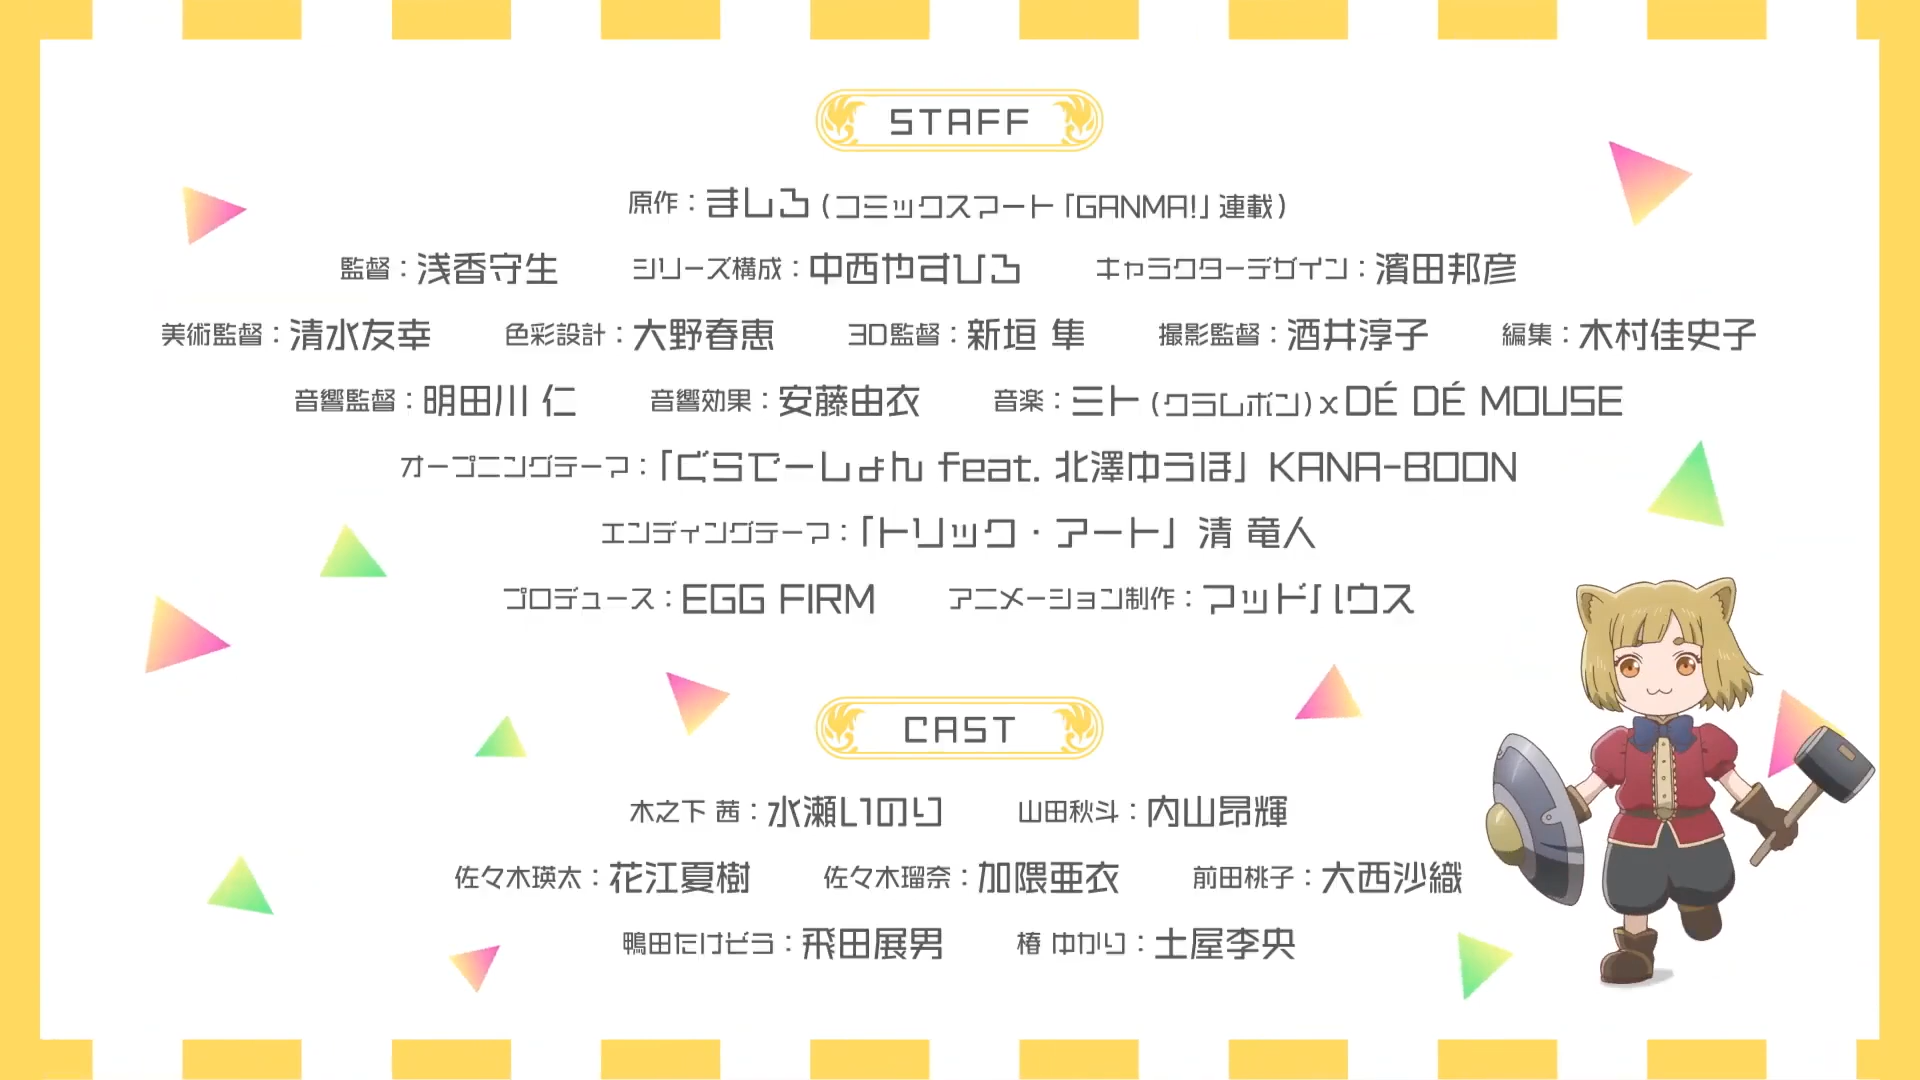 STAFF
原作：ましろ（コミックスマート「GANMA!」連載）
監督：浅香守生 シリーズ構成：中西やすひろ キャラクターデザイン：濱田邦彦
美術監督：清水友幸 色彩設計：大野春恵 3D監督：新垣 隼 撮影監督：酒井淳子 編集：木村佳史子
音響監督：明田川 仁 音響効果：安藤由衣 音楽：ミト（クラムボン）x DÉ DÉ MOUSE
オープニングテーマ：「ぐらでーしょん feat. 北澤ゆうほ」KANA-BOON
エンディングテーマ：「トリック・アート」清 竜人
プロデュース：EGG FIRM アニメーション制作：マッドハウス
CAST
木之下 茜：水瀬いのり 山田秋斗：内山昂輝
佐々木瑛太：花江夏樹 佐々木瑠奈：加隈亜衣 前田桃子：大西沙織
鴨田たけぞう：飛田展男 椿 ゆかり：土屋李央